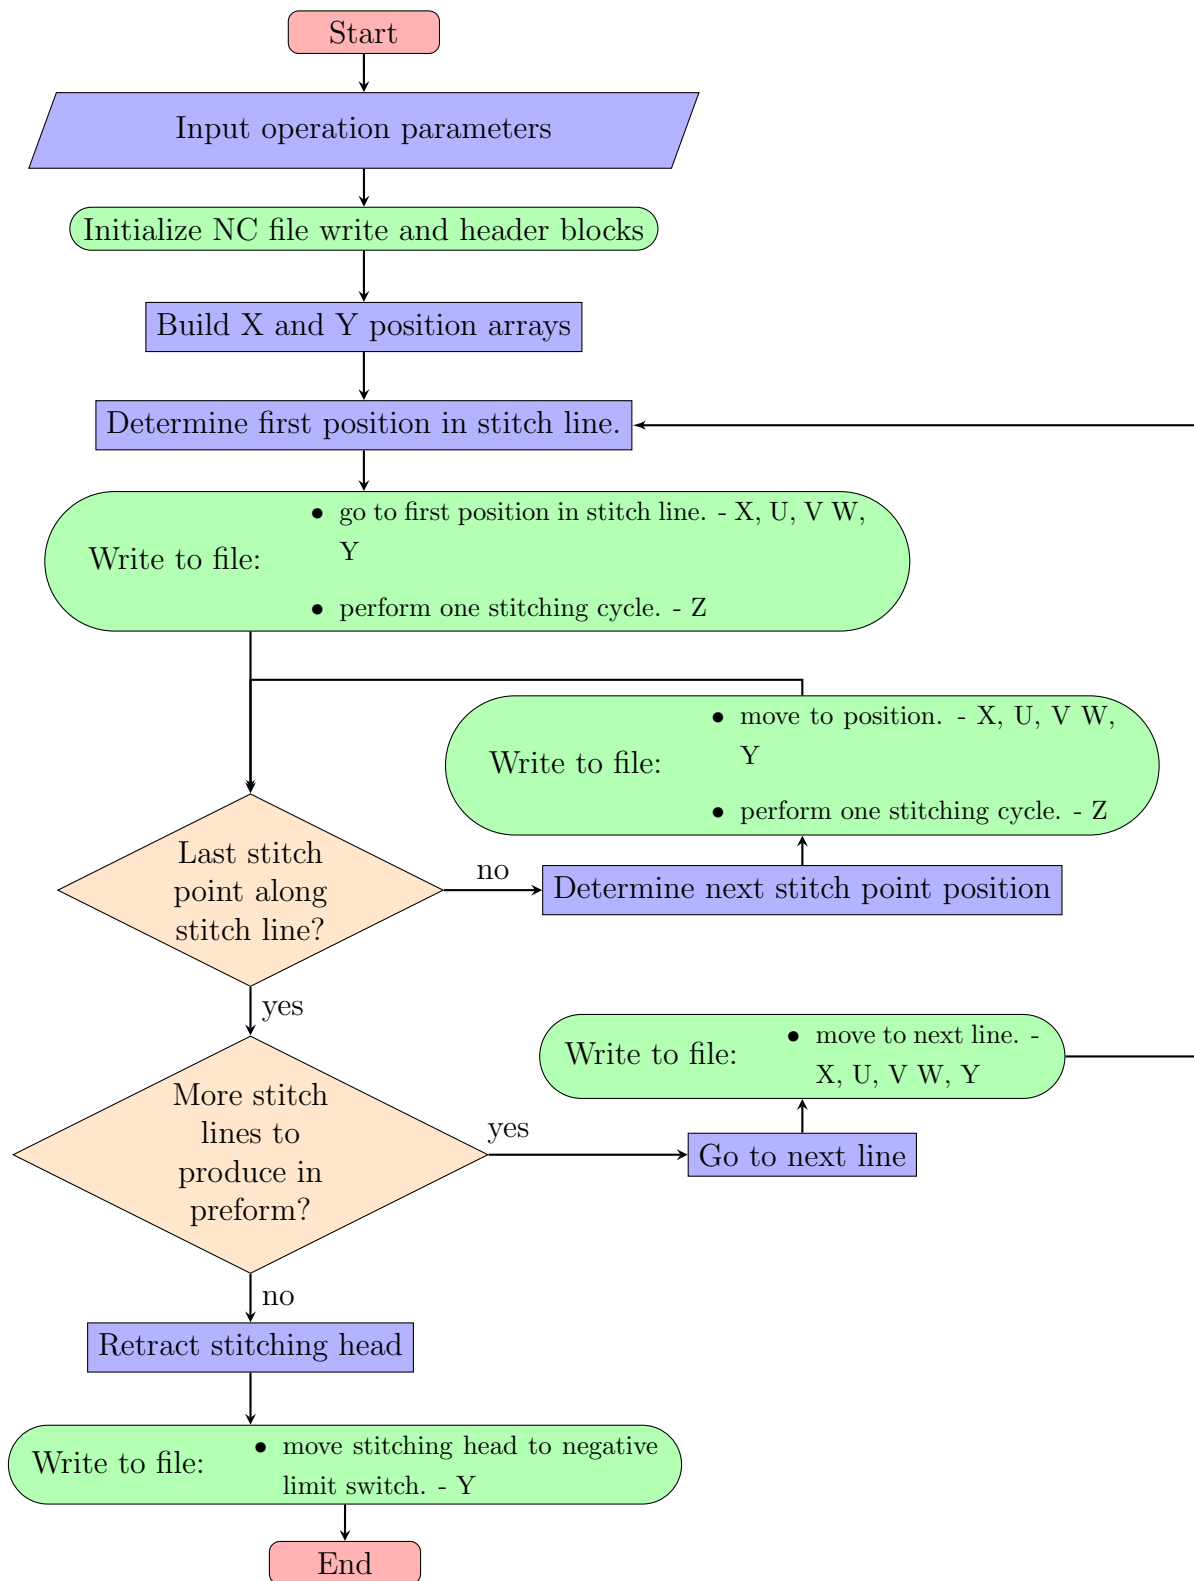 Start
Input operation parameters
Initialize NC file write and header blocks
Build X and Y position arrays
Determine first position in stitch line.
Write to file:
• go to first position in stitch line. - X, U, V W,
Y
• perform one stitching cycle. - Z
Write to file:
• move to position. - X, U, V W,
Y
• perform one stitching cycle. - Z
Last stitch
point along
stitch line?
no
Determine next stitch point position
yes
Write to file:
• move to next line. -
X, U, V W, Y
More stitch
lines to
produce in
preform?
yes
Go to next line
no
Retract stitching head
Write to file:
• move stitching head to negative
limit switch. - Y
End